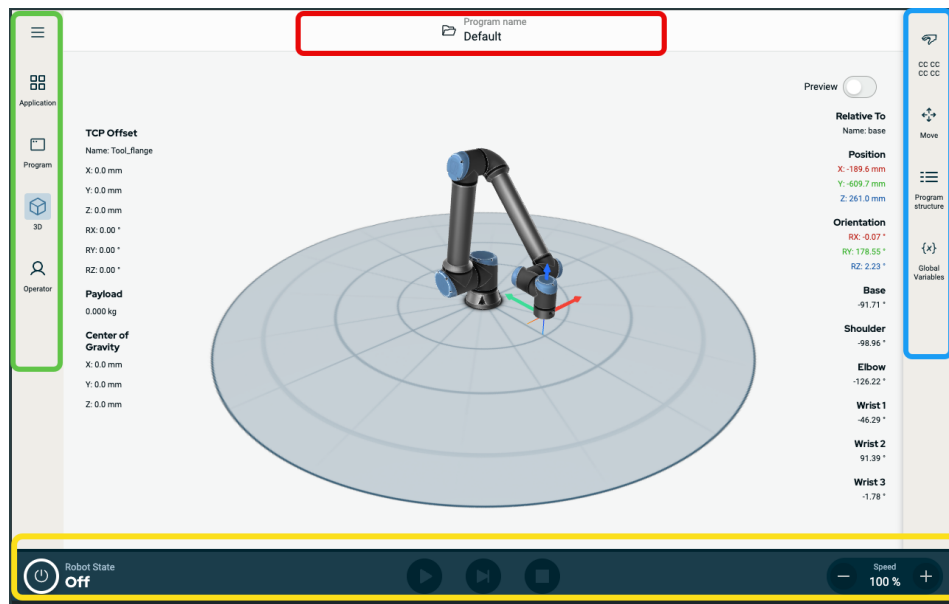 Program name
Default
Application
Program
3D
Operator
TCP Offset
Name: Tool_flange
X: 0.0 mm
Y: 0.0 mm
Z: 0.0 mm
RX: 0.00 °
RY: 0.00 °
RZ: 0.00 °
Payload
0.000 kg
Center of
Gravity
X: 0.0 mm
Y: 0.0 mm
Z: 0.0 mm
Preview
Relative To
Name: base
Position
X: -189.6 mm
Y: -609.7 mm
Z: 261.0 mm
Orientation
RX: -0.07 °
RY: 178.55 °
RZ: 2.23 °
Base
-91.71 °
Shoulder
-98.96 °
Elbow
-126.22 °
Wrist 1
-46.29 °
Wrist 2
91.39 °
Wrist 3
-1.78 °
CC CC
CC CC
Move
Program
structure
{x}
Global
Variables
Robot State
Off
Speed
100 %